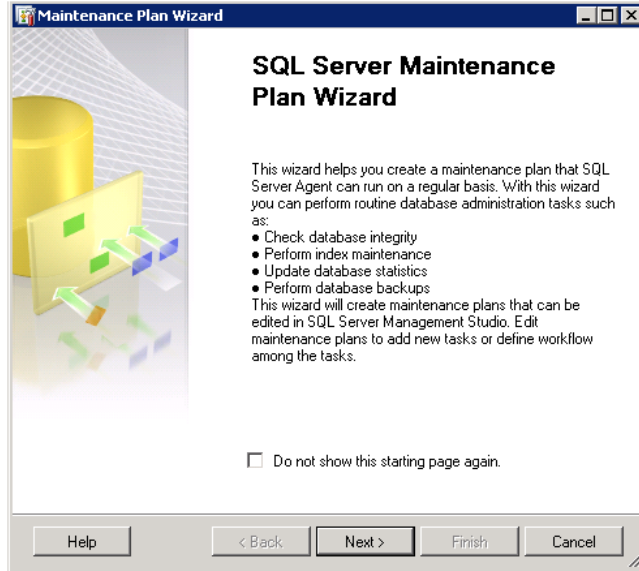 Maintenance Plan Wizard
SQL Server Maintenance
Plan Wizard
This wizard helps you create a maintenance plan that SQL
Server Agent can run on a regular basis. With this wizard
you can perform routine database administration tasks such
as:
● Check database integrity
● Perform index maintenance
● Update database statistics
● Perform database backups
This wizard will create maintenance plans that can be
edited in SQL Server Management Studio. Edit
maintenance plans to add new tasks or define workflow
among the tasks.
Do not show this starting page again.
Help < Back Next > Finish Cancel